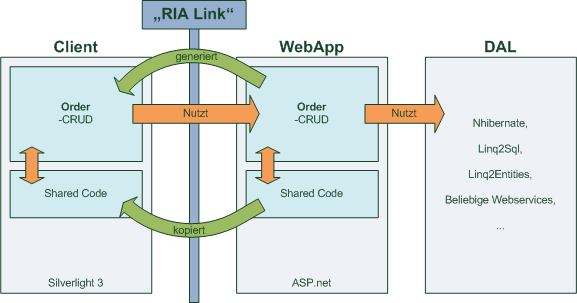 „RIA Link“
Client
WebApp
DAL
generiert
Order
-CRUD
Nutzt
Order
-CRUD
Nutzt
Nhibernate,
Linq2Sql,
Linq2Entities,
Beliebige Webservices,
...
Shared Code
Shared Code
kopiert
Silverlight 3
ASP.net